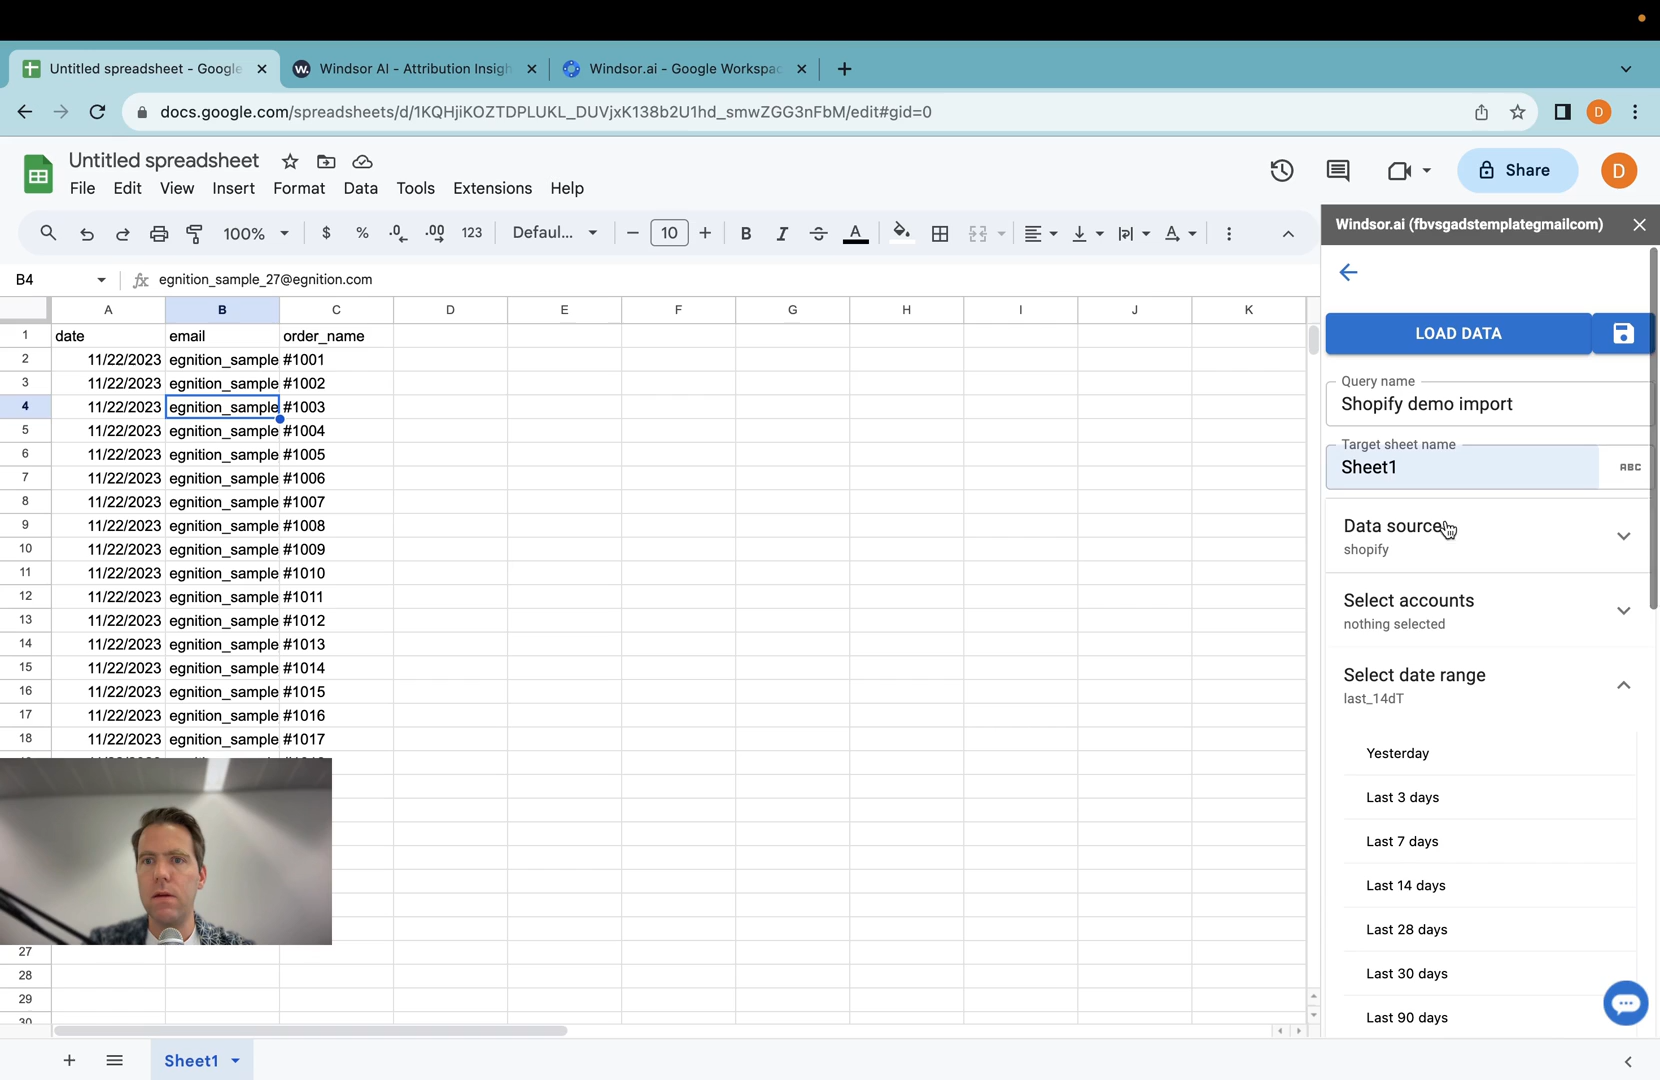 Untitled spreadsheet - Google
Windsor AI - Attribution Insigh
Windsor.ai - Google Workspac
docs.google.com/spreadsheets/d/1KQHjiKOZTDPLUKL_DUVjxK138b2U1hd_smwZGG3nFbM/edit#gid=0
D
Untitled spreadsheet
File Edit View Insert Format Data Tools Extensions Help
Share
D
100% $ % .0 .00 123 Defaul... 10 B I S A
Windsor.ai (fbvsgadstemplategmailcom)
B4 fx egnition_sample_27@egnition.com
A B C D E F G H I J K
1 date email order_name
2 11/22/2023 egnition_sample #1001
3 11/22/2023 egnition_sample #1002
4 11/22/2023 egnition_sample #1003
5 11/22/2023 egnition_sample #1004
6 11/22/2023 egnition_sample #1005
7 11/22/2023 egnition_sample #1006
8 11/22/2023 egnition_sample #1007
9 11/22/2023 egnition_sample #1008
10 11/22/2023 egnition_sample #1009
11 11/22/2023 egnition_sample #1010
12 11/22/2023 egnition_sample #1011
13 11/22/2023 egnition_sample #1012
14 11/22/2023 egnition_sample #1013
15 11/22/2023 egnition_sample #1014
16 11/22/2023 egnition_sample #1015
17 11/22/2023 egnition_sample #1016
18 11/22/2023 egnition_sample #1017
27
28
29
30
Sheet1
LOAD DATA
Query name
Shopify demo import
Target sheet name
Sheet1
ABC
Data source
shopify
Select accounts
nothing selected
Select date range
last_14dT
Yesterday
Last 3 days
Last 7 days
Last 14 days
Last 28 days
Last 30 days
Last 90 days